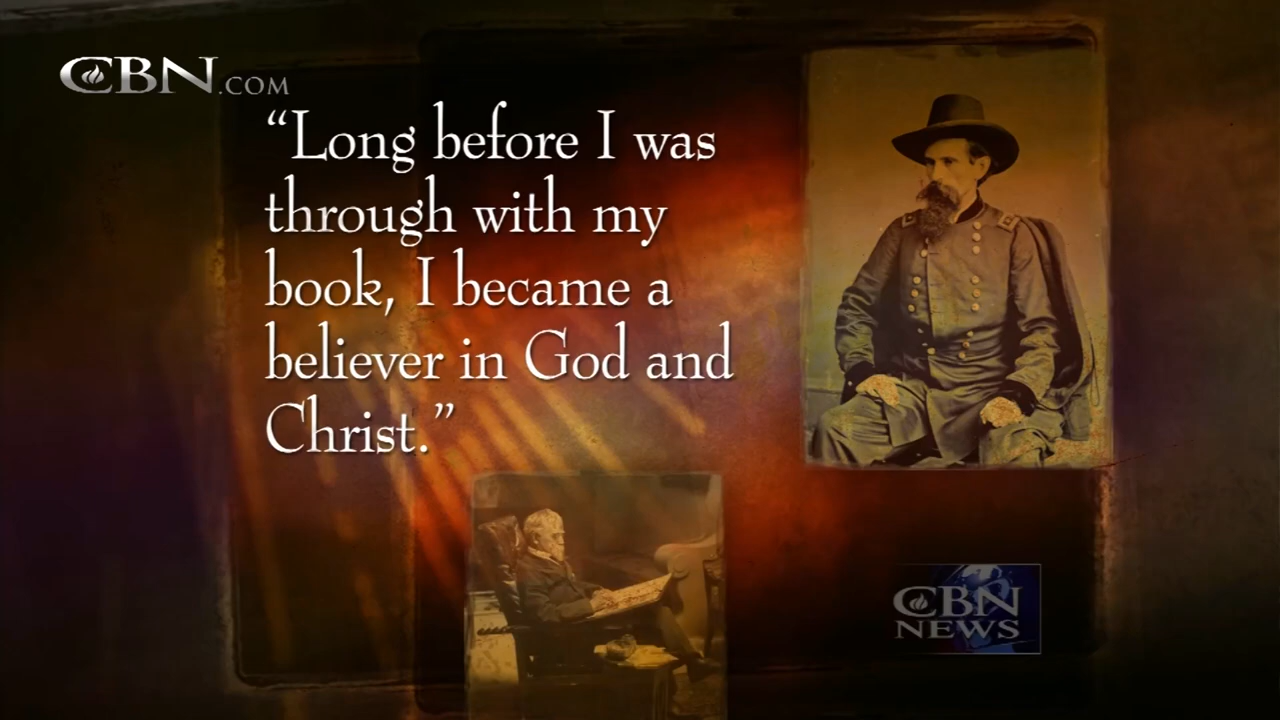 CBN.COM
“Long before I was
through with my
book, I became a
believer in God and
Christ.”
CBN
NEWS